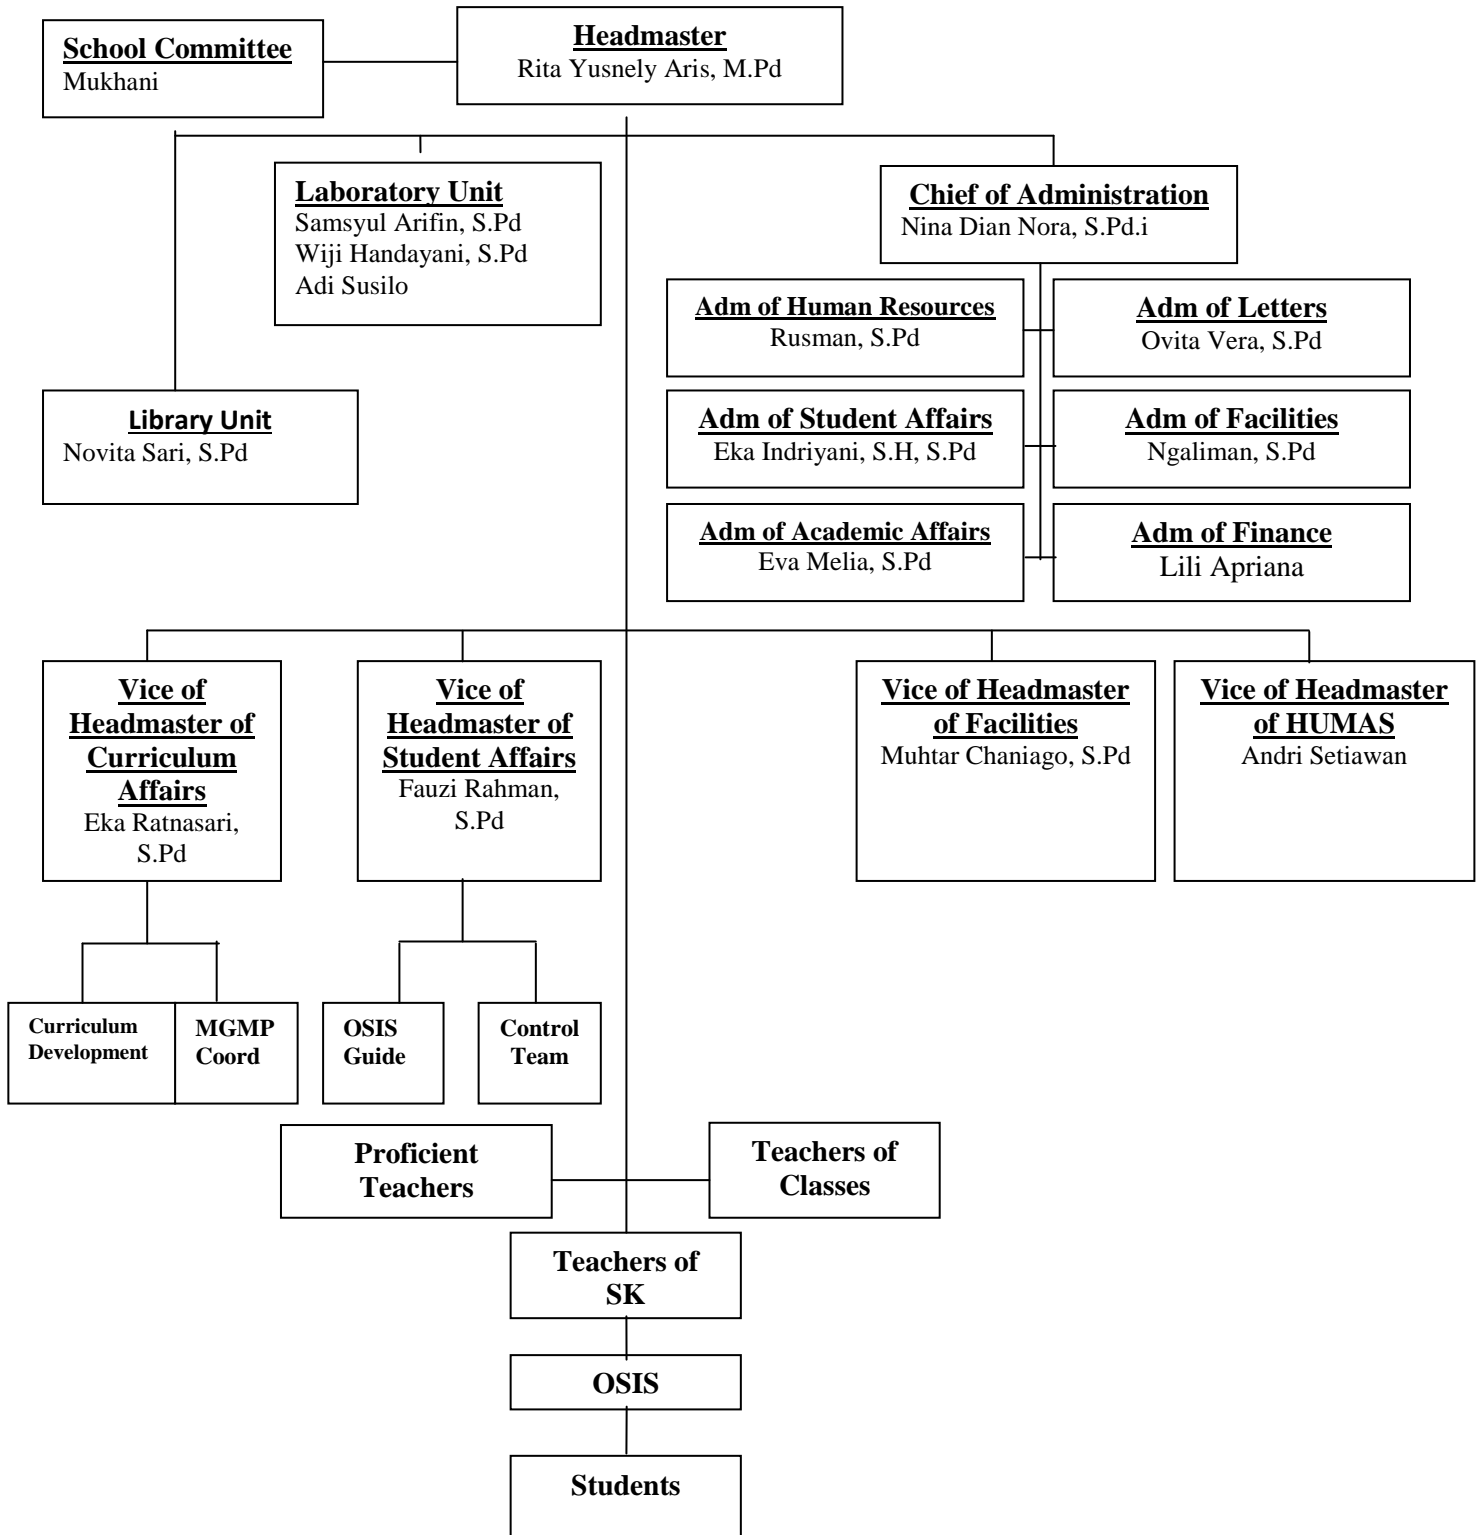 School Committee
Mukhani
Headmaster
Rita Yusnely Aris, M.Pd
Laboratory Unit
Samsyul Arifin, S.Pd
Wiji Handayani, S.Pd
Adi Susilo
Chief of Administration
Nina Dian Nora, S.Pd.i
Adm of Human Resources
Rusman, S.Pd
Adm of Letters
Ovita Vera, S.Pd
Library Unit
Novita Sari, S.Pd
Adm of Student Affairs
Eka Indriyani, S.H, S.Pd
Adm of Facilities
Ngaliman, S.Pd
Adm of Academic Affairs
Eva Melia, S.Pd
Adm of Finance
Lili Apriana
Vice of
Headmaster of
Curriculum
Affairs
Eka Ratnasari,
S.Pd
Vice of
Headmaster of
Student Affairs
Fauzi Rahman,
S.Pd
Vice of Headmaster
of Facilities
Muhtar Chaniago, S.Pd
Vice of Headmaster
of HUMAS
Andri Setiawan
Curriculum
Development
MGMP
Coord
OSIS
Guide
Control
Team
Proficient
Teachers
Teachers of
Classes
Teachers of
SK
OSIS
Students